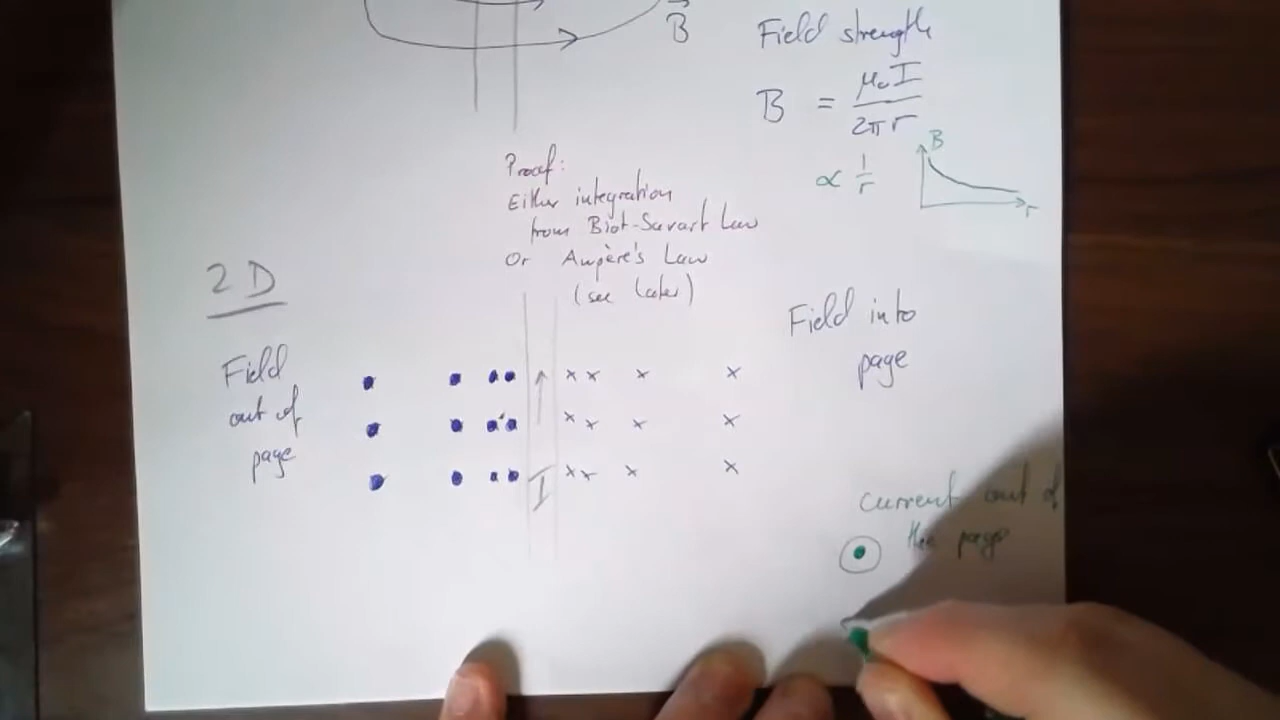 B
Field strength
B = μ₀I / 2πr
∝ 1/r
B
r
Proof:
Either integration
from Biot-Savart Law
Or Ampère's Law
(see later)
2D
Field
out of
page
I
Field into
page
Current out of
the page